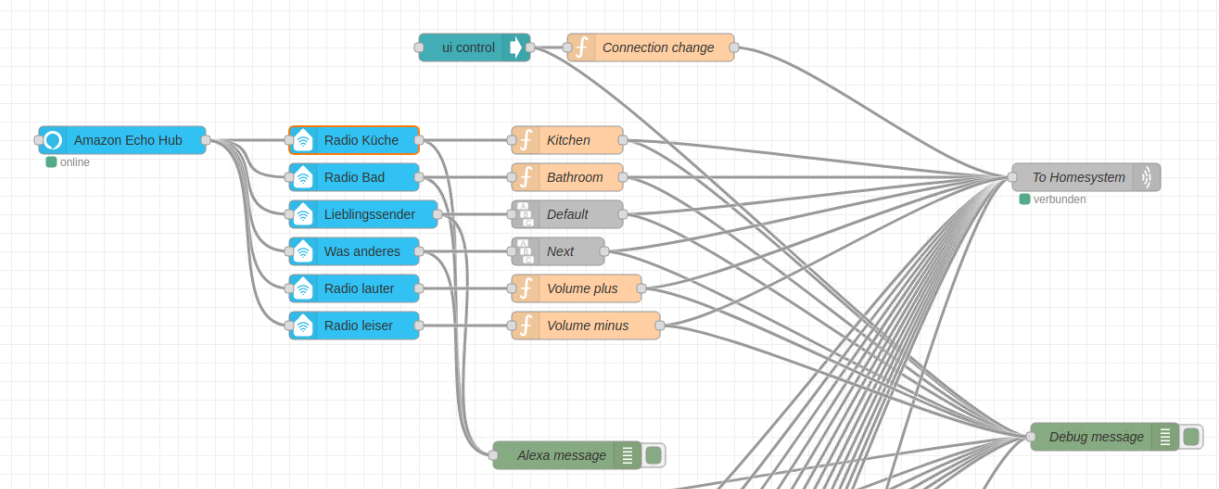 ui control
Connection change
Amazon Echo Hub
online
Radio Küche
Kitchen
Radio Bad
Bathroom
To Homesystem
verbunden
Lieblingssender
A
B
C
Default
Was anderes
A
B
C
Next
Radio lauter
Volume plus
Radio leiser
Volume minus
Alexa message
Debug message